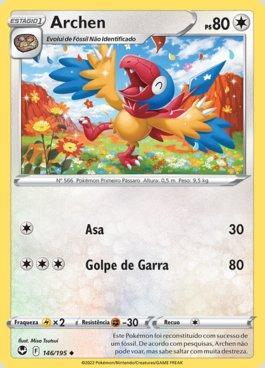 ESTÁGIO 1
Archen
PS80
Evolui de Fóssil Não Identificado
Nº 566. Pokémon Primeiro Pássaro. Altura: 0,5 m. Peso: 9,5 kg
Asa 30
Golpe de Garra 80
Fraqueza ×2 Resistência -30 Recuo
Ilust. Misa Tsutsui
F 146/195
Este Pokémon foi reconstituído com sucesso de
um fóssil. De acordo com pesquisas, Archen não
pode voar, mas sabe saltar com muita destreza.
©2022 Pokémon/Nintendo/Creatures/GAME FREAK